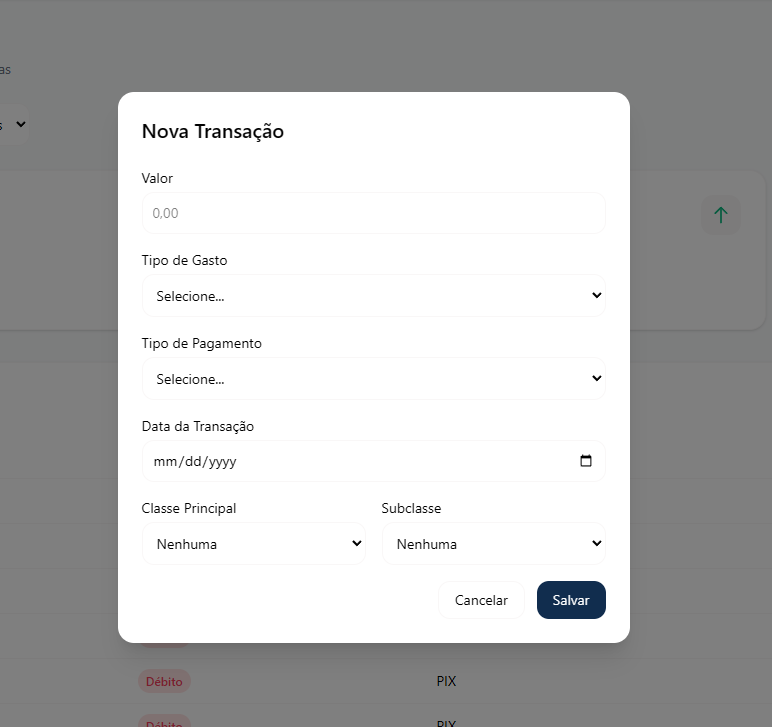 as
s
Nova Transação
Valor
0,00
Tipo de Gasto
Selecione...
Tipo de Pagamento
Selecione...
Data da Transação
mm/dd/yyyy
Classe Principal Subclasse
Nenhuma Nenhuma
Cancelar Salvar
Débito PIX
Débito PIX